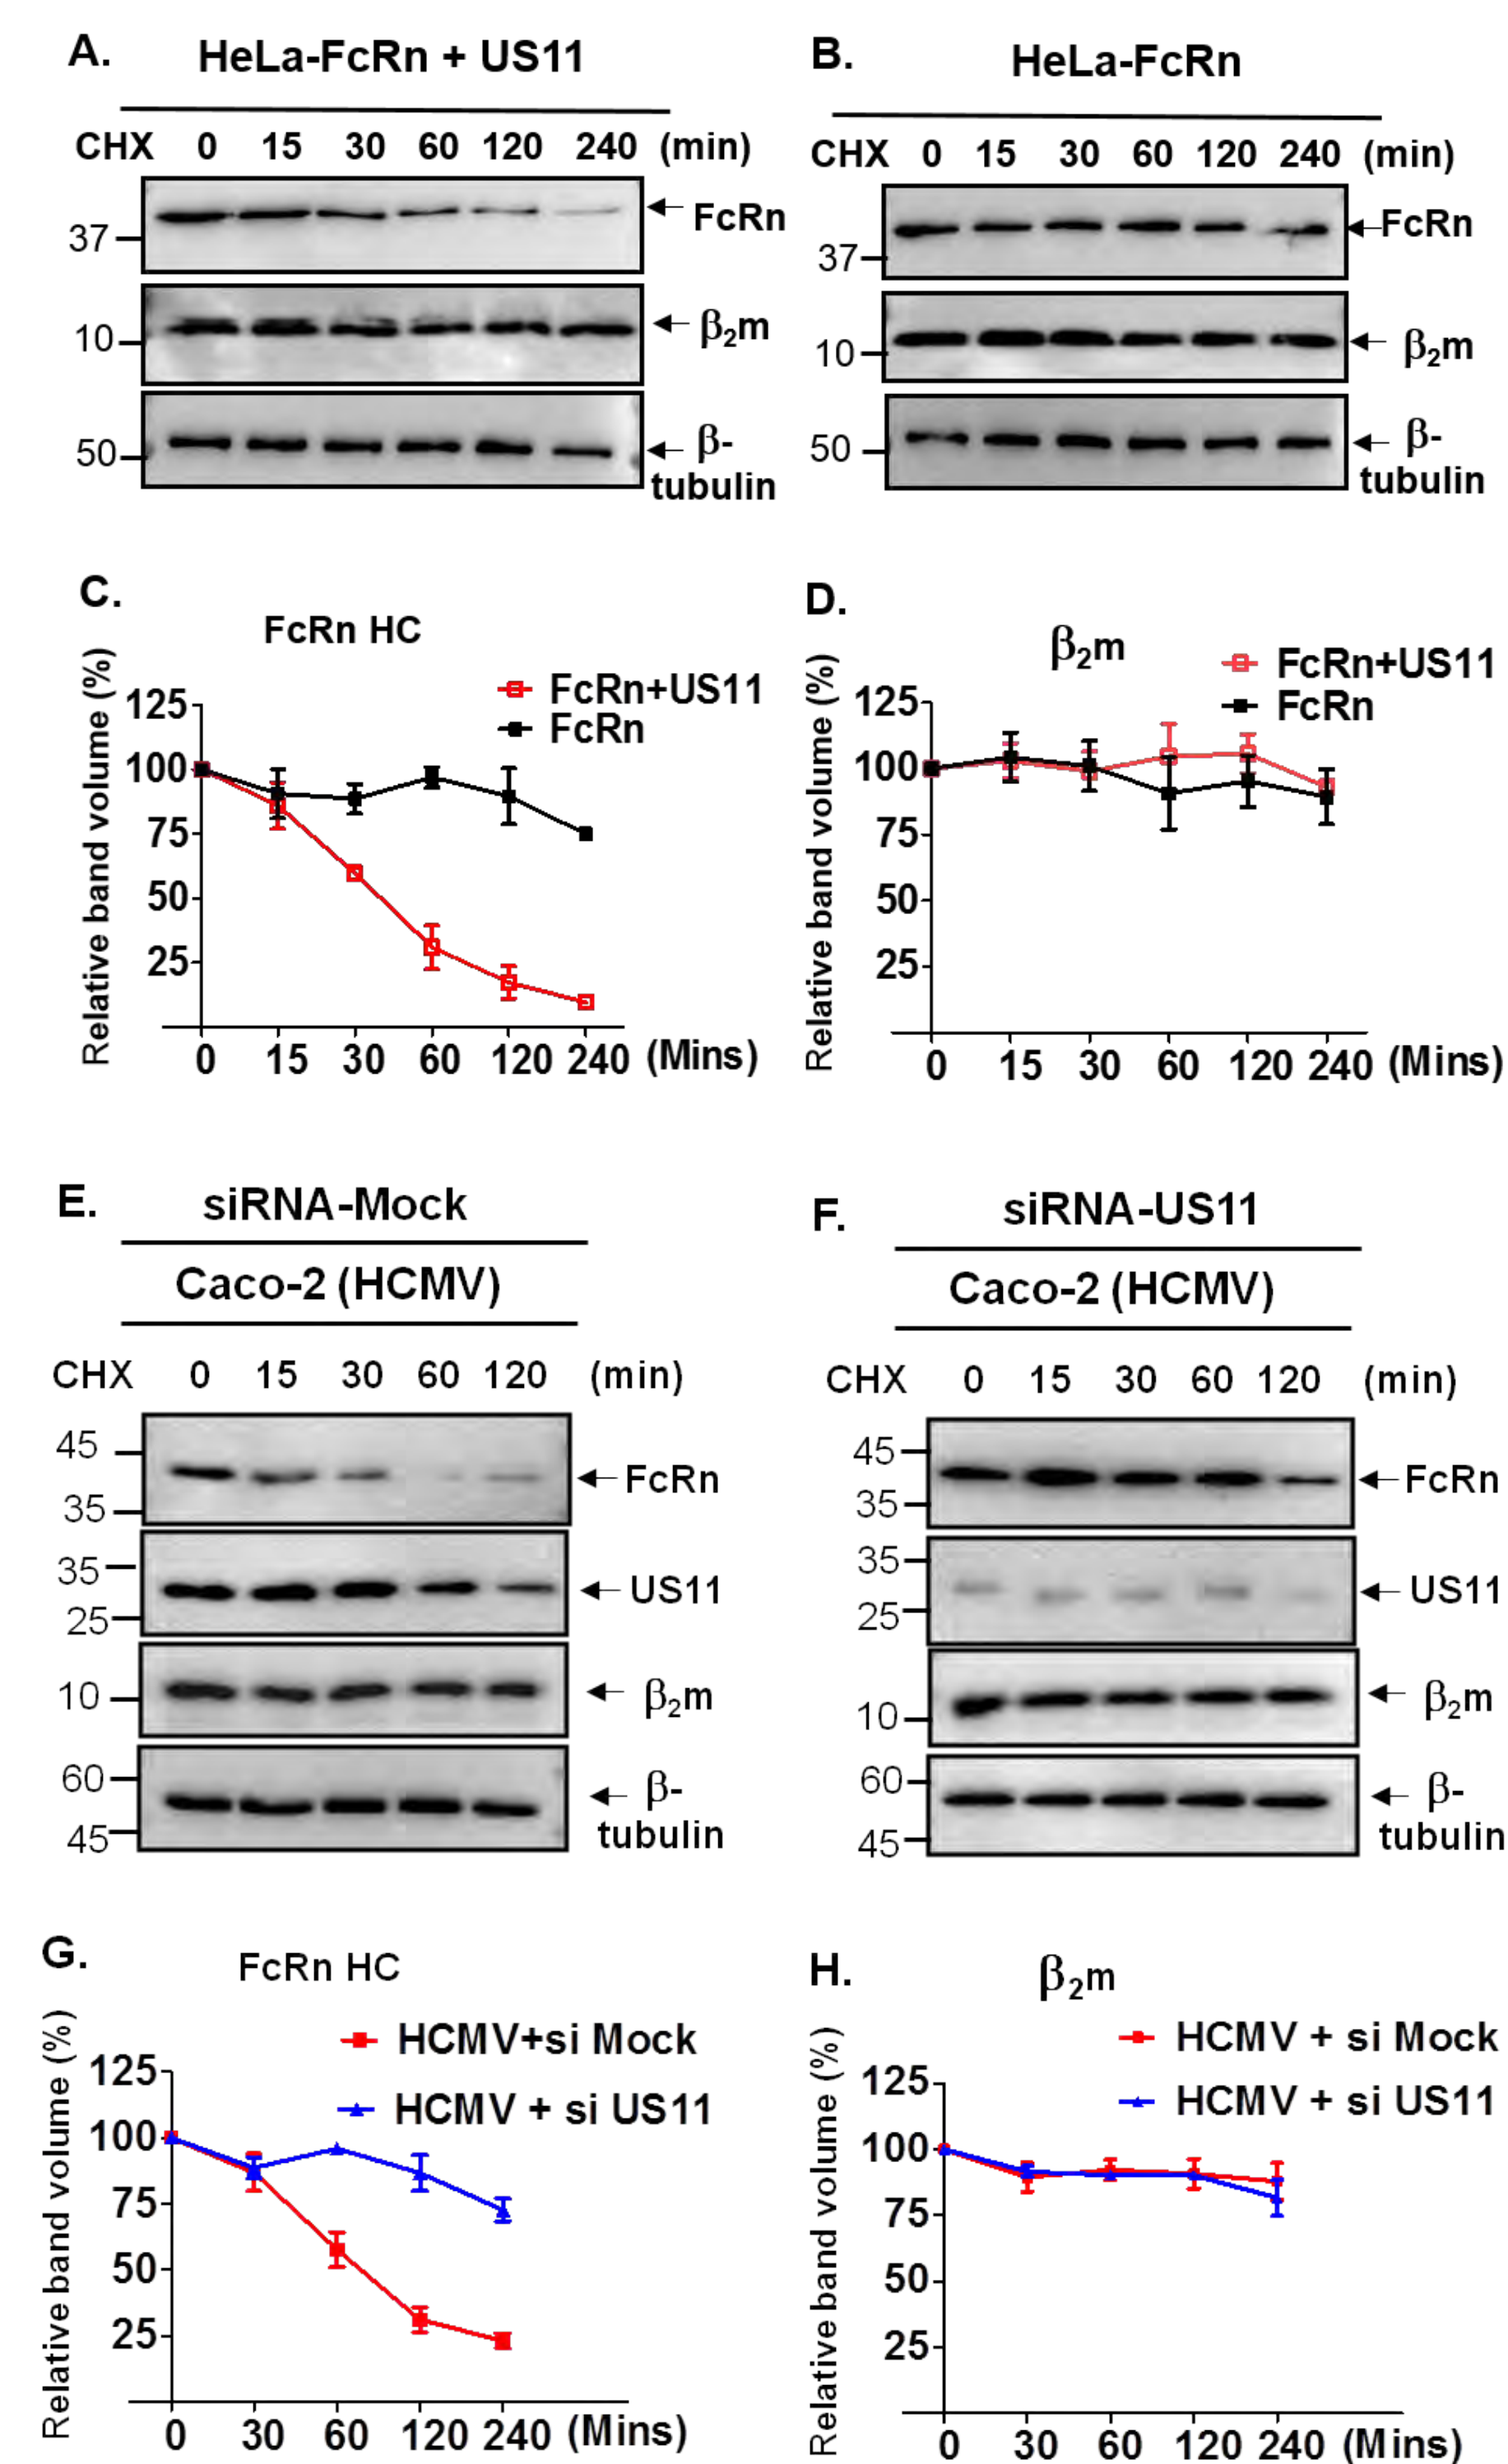 A.
HeLa-FcRn + US11
CHX 0 15 30 60 120 240 (min)
37
FcRn
10
β2m
50
β-
tubulin
B.
HeLa-FcRn
CHX 0 15 30 60 120 240 (min)
37
FcRn
10
β2m
50
β-
tubulin
C.
FcRn HC
FcRn+US11
FcRn
Relative band volume (%)
125
100
75
50
25
0 15 30 60 120 240 (Mins)
D.
β2m
FcRn+US11
FcRn
Relative band volume (%)
125
100
75
50
25
0 15 30 60 120 240 (Mins)
E.
siRNA-Mock
Caco-2 (HCMV)
CHX 0 15 30 60 120 (min)
45
FcRn
35
35
US11
25
10
β2m
60
β-
tubulin
45
F.
siRNA-US11
Caco-2 (HCMV)
CHX 0 15 30 60 120 (min)
45
FcRn
35
35
US11
25
β2m
10
60
β-
tubulin
45
G.
FcRn HC
HCMV+si Mock
HCMV + si US11
Relative band volume (%)
125
100
75
50
25
0 30 60 120 240 (Mins)
H.
β2m
HCMV + si Mock
HCMV + si US11
Relative band volume (%)
125
100
75
50
25
0 30 60 120 240 (Mins)